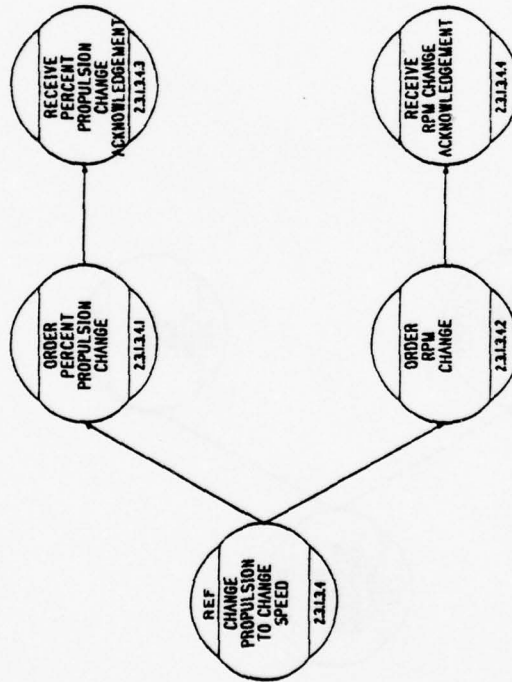 REF
CHANGE
PROPULSION
TO CHANGE
SPEED
2.3.1.3.4
ORDER
PERCENT
PROPULSION
CHANGE
2.3.1.3.4.1
RECEIVE
PERCENT
PROPULSION
CHANGE
ACKNOWLEDGEMENT
2.3.1.3.4.3
ORDER
RPM
CHANGE
2.3.1.3.4.2
RECEIVE
RPM CHANGE
ACKNOWLEDGEMENT
2.3.1.3.4.4